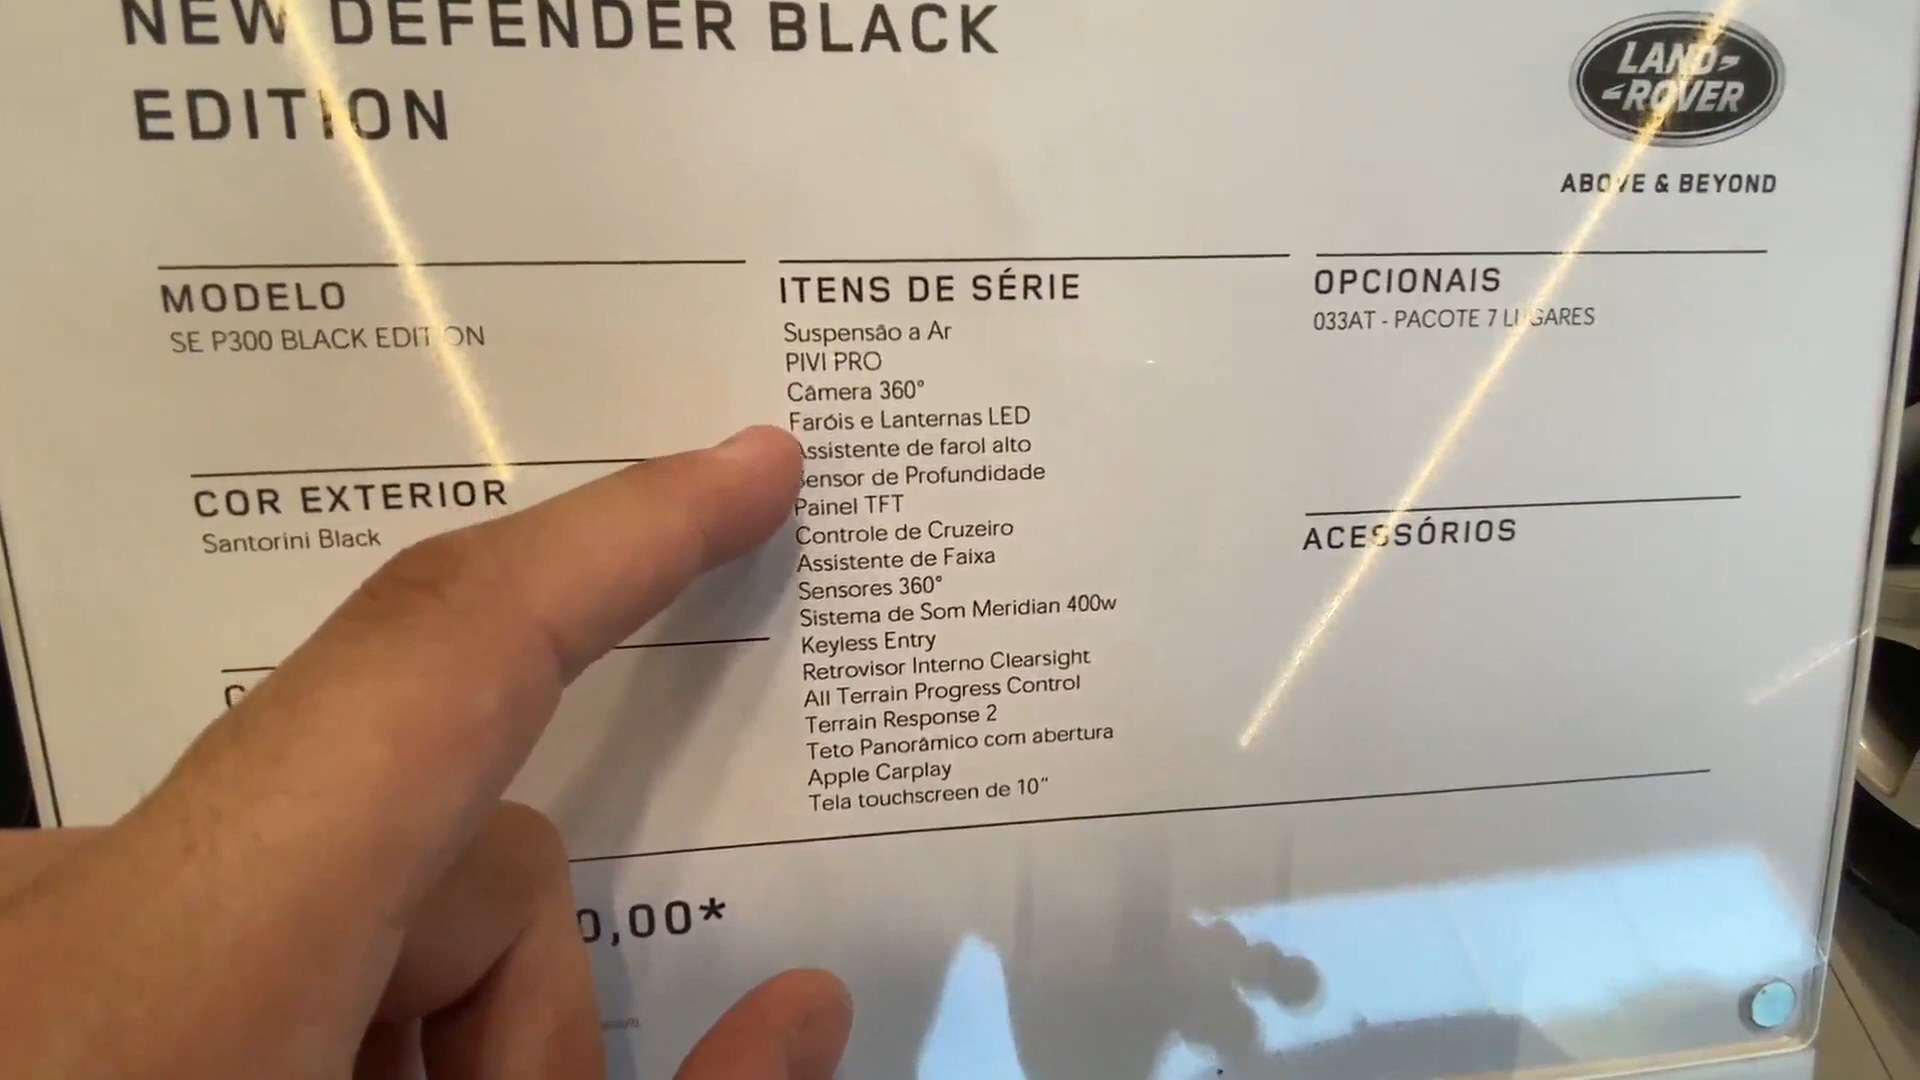 NEW DEFENDER BLACK
EDITION
LAND-
ROVER
ABOVE & BEYOND
MODELO
SE P300 BLACK EDITION
COR EXTERIOR
Santorini Black
ITENS DE SÉRIE
Suspensão a Ar
PIVI PRO
Câmera 360°
Faróis e Lanternas LED
Assistente de farol alto
Sensor de Profundidade
Painel TFT
Controle de Cruzeiro
Assistente de Faixa
Sensores 360°
Sistema de Som Meridian 400w
Keyless Entry
Retrovisor Interno Clearsight
All Terrain Progress Control
Terrain Response 2
Teto Panorâmico com abertura
Apple Carplay
Tela touchscreen de 10"
OPCIONAIS
033AT - PACOTE 7 LUGARES
ACESSÓRIOS
0,00*